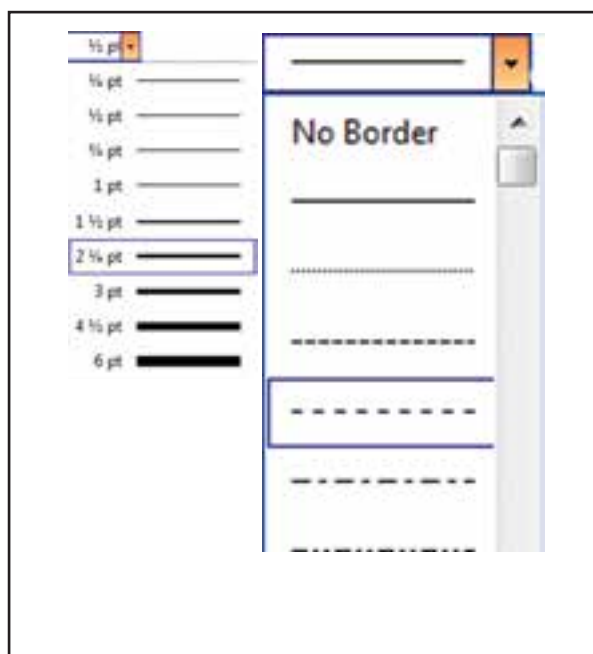 ½ pt
¼ pt
½ pt
¾ pt
1 pt
1 ½ pt
2 ¼ pt
3 pt
4 ½ pt
6 pt
No Border